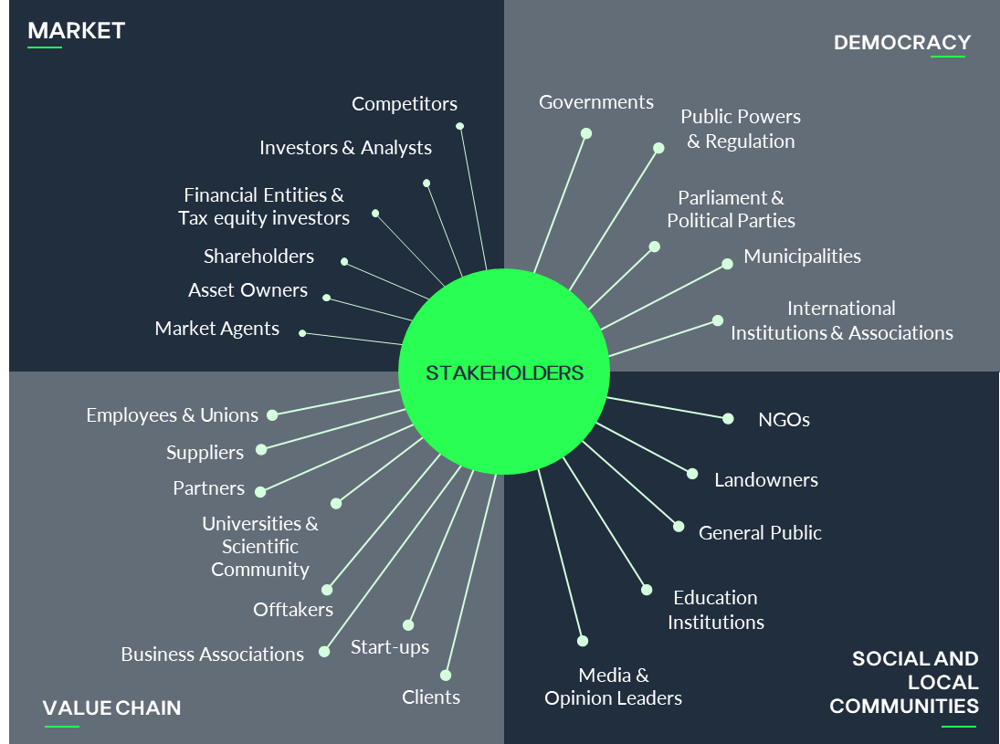 MARKET
Competitors
Investors & Analysts
Financial Entities &
Tax equity investors
Shareholders
Asset Owners
Market Agents
DEMOCRACY
Governments
Public Powers
& Regulation
Parliament &
Political Parties
Municipalities
International
Institutions & Associations
STAKEHOLDERS
Employees & Unions
Suppliers
Partners
Universities &
Scientific
Community
Offtakers
Business Associations
Start-ups
Clients
VALUE CHAIN
NGOs
Landowners
General Public
Education
Institutions
Media &
Opinion Leaders
SOCIAL AND
LOCAL
COMMUNITIES